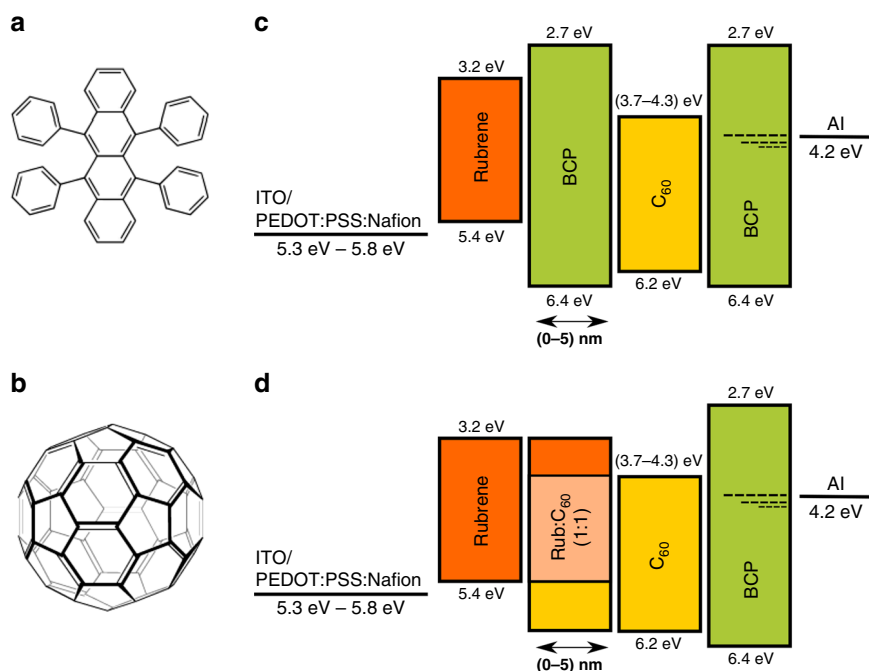 a
c
2.7 eV
2.7 eV
3.2 eV
(3.7–4.3) eV
Al
4.2 eV
Rubrene
BCP
C₆₀
BCP
ITO/
PEDOT:PSS:Nafion
5.3 eV – 5.8 eV
5.4 eV
6.2 eV
6.4 eV
6.4 eV
(0–5) nm
b
d
2.7 eV
3.2 eV
(3.7–4.3) eV
Al
4.2 eV
Rubrene
Rub:C₆₀
(1:1)
C₆₀
BCP
ITO/
PEDOT:PSS:Nafion
5.3 eV – 5.8 eV
5.4 eV
6.2 eV
6.4 eV
(0–5) nm